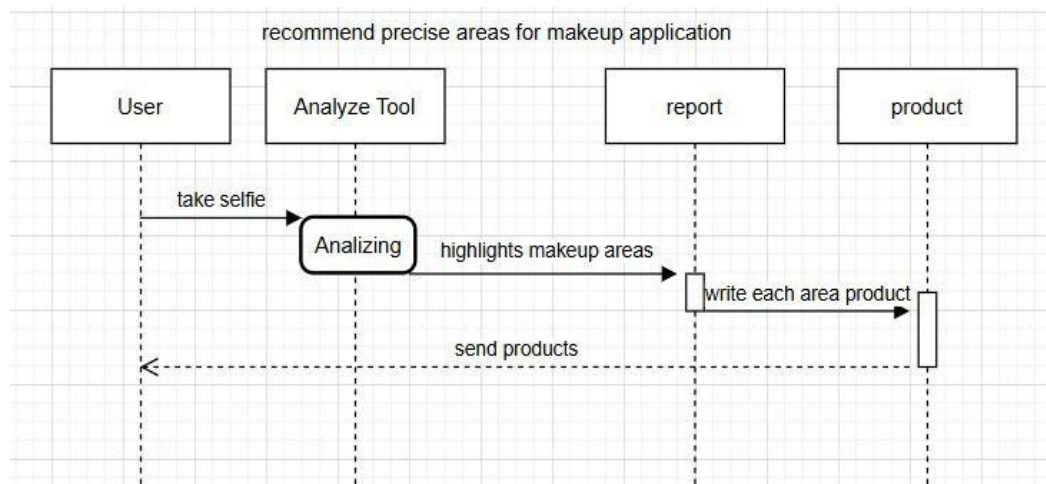 recommend precise areas for makeup application
User
Analyze Tool
report
product
take selfie
Analizing
highlights makeup areas
write each area product
send products